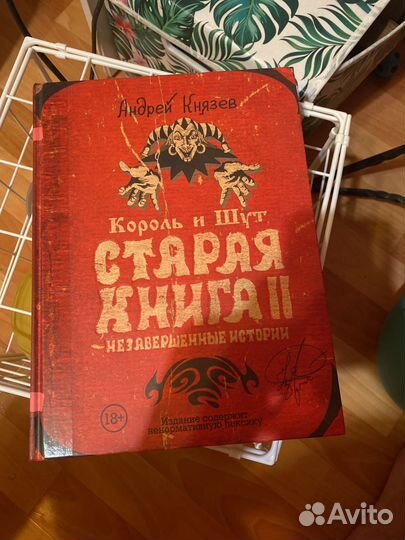 Андрей Князев
Король и Шут
СТАРАЯ
КНИГА II
НЕЗАВЕРШЕННЫЕ ИСТОРИИ
18+
Издание содержит
ненормативную лексику
Avito